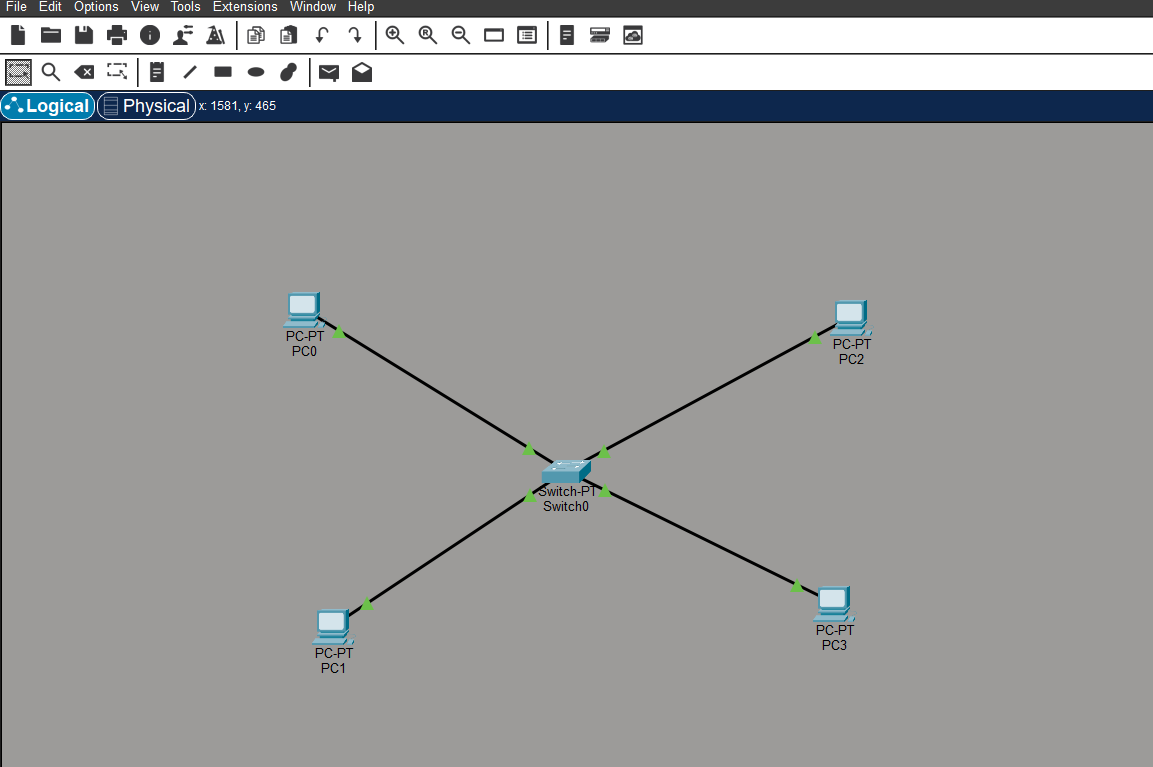 File Edit Options View Tools Extensions Window Help
Logical Physical x: 1581, y: 465
PC-PT
PC0
PC-PT
PC2
Switch-PT
Switch0
PC-PT
PC1
PC-PT
PC3